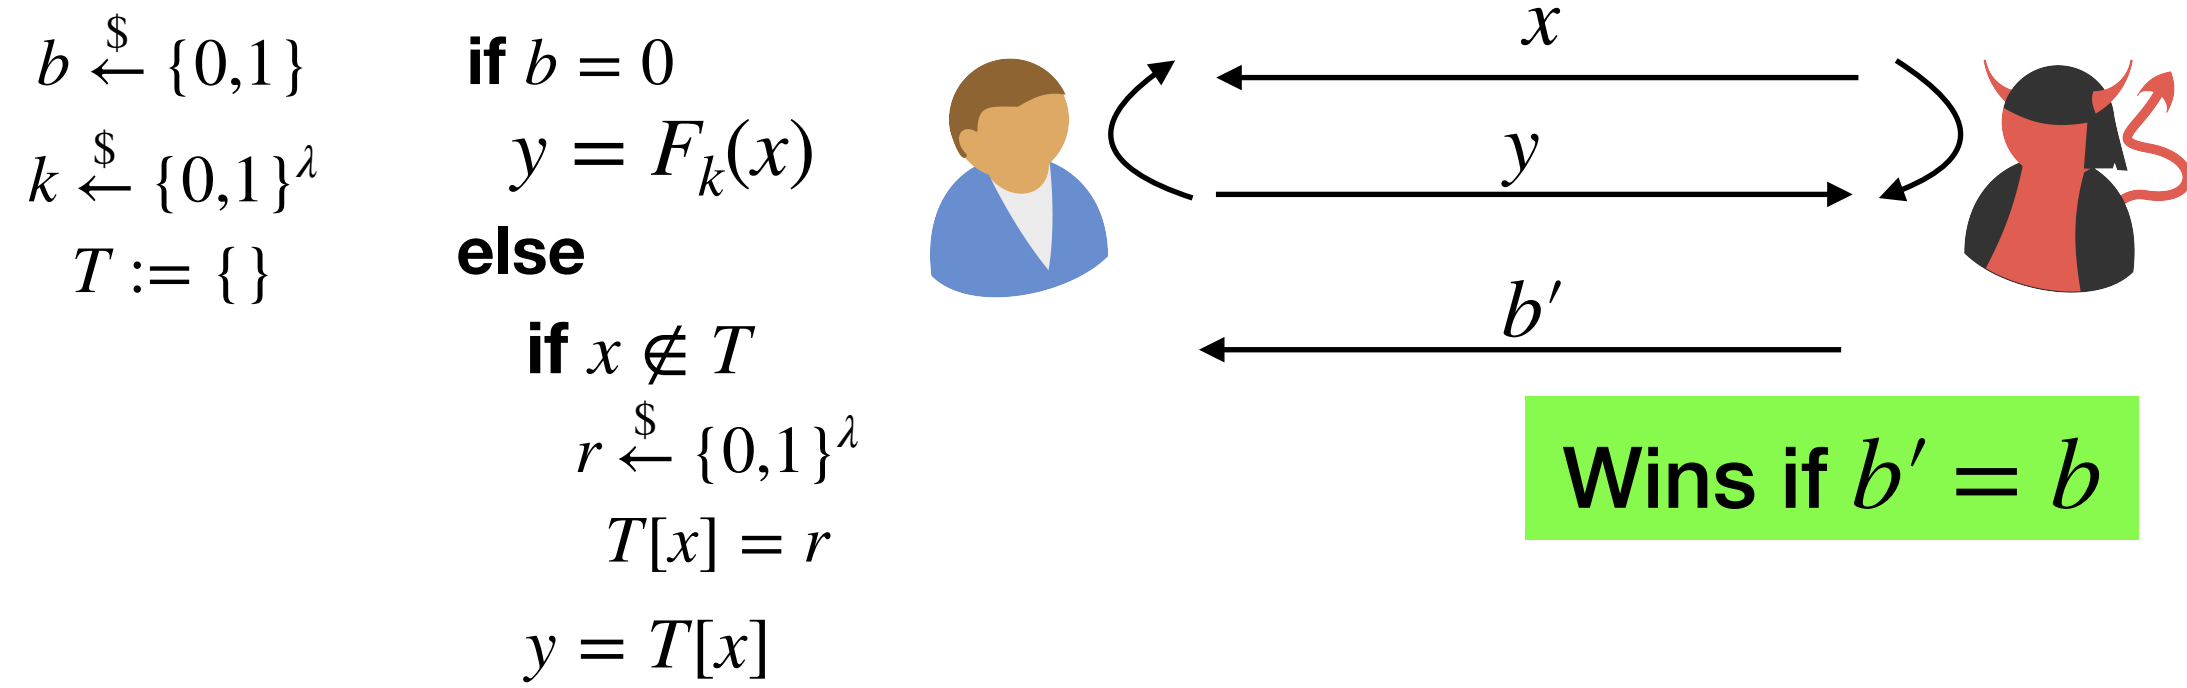 b ←$ {0,1}
k ←$ {0,1}^λ
T := {}
if b = 0
y = F_k(x)
else
if x ∉ T
r ←$ {0,1}^λ
T[x] = r
y = T[x]
x
y
b′
Wins if b′ = b